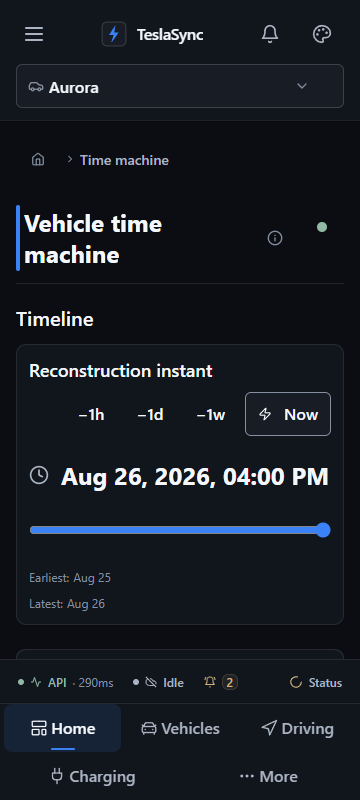 TeslaSync
Aurora
Time machine
Vehicle time
machine
Timeline
Reconstruction instant
−1h −1d −1w Now
Aug 26, 2026, 04:00 PM
Earliest: Aug 25
Latest: Aug 26
API · 290ms Idle 2 Status
Home Vehicles Driving
Charging More